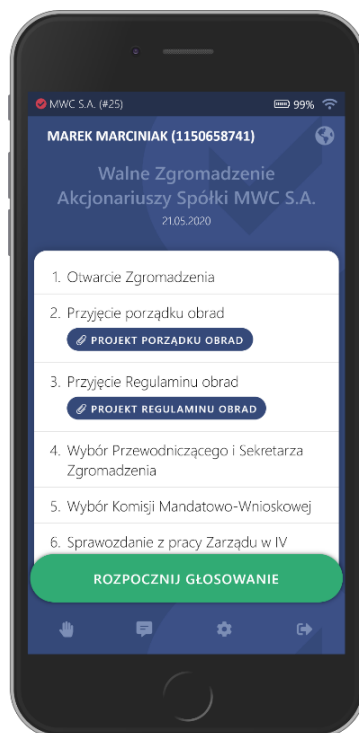 MWC S.A. (#25) 99%
MAREK MARCINIAK (1150658741)
Walne Zgromadzenie
Akcjonariuszy Spółki MWC S.A.
21.05.2020
1. Otwarcie Zgromadzenia
2. Przyjęcie porządku obrad
PROJEKT PORZĄDKU OBRAD
3. Przyjęcie Regulaminu obrad
PROJEKT REGULAMINU OBRAD
4. Wybór Przewodniczącego i Sekretarza
Zgromadzenia
5. Wybór Komisji Mandatowo-Wnioskowej
6. Sprawozdanie z pracy Zarządu w IV
ROZPOCZNIJ GŁOSOWANIE